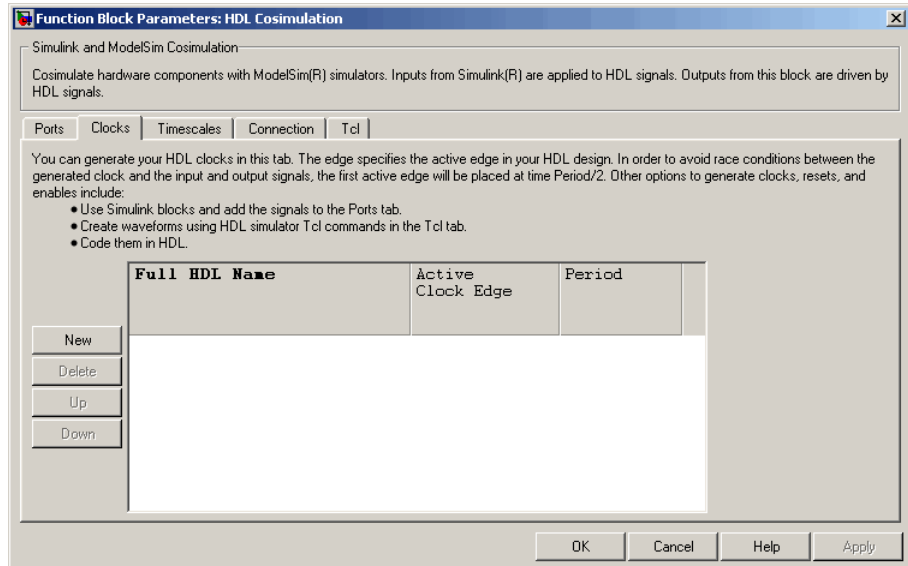 Function Block Parameters: HDL Cosimulation
Simulink and ModelSim Cosimulation
Cosimulate hardware components with ModelSim(R) simulators. Inputs from Simulink(R) are applied to HDL signals. Outputs from this block are driven by
HDL signals.
Ports Clocks Timescales Connection Tcl
You can generate your HDL clocks in this tab. The edge specifies the active edge in your HDL design. In order to avoid race conditions between the
generated clock and the input and output signals, the first active edge will be placed at time Period/2. Other options to generate clocks, resets, and
enables include:
• Use Simulink blocks and add the signals to the Ports tab.
• Create waveforms using HDL simulator Tcl commands in the Tcl tab.
• Code them in HDL.
Full HDL Name Active Period
Clock Edge
New
Delete
Up
Down
OK Cancel Help Apply